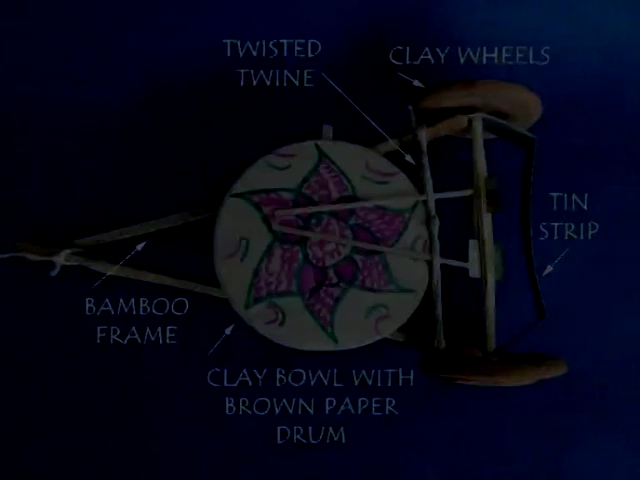 TWISTED
TWINE
CLAY WHEELS
TIN
STRIP
BAMBOO
FRAME
CLAY BOWL WITH
BROWN PAPER
DRUM